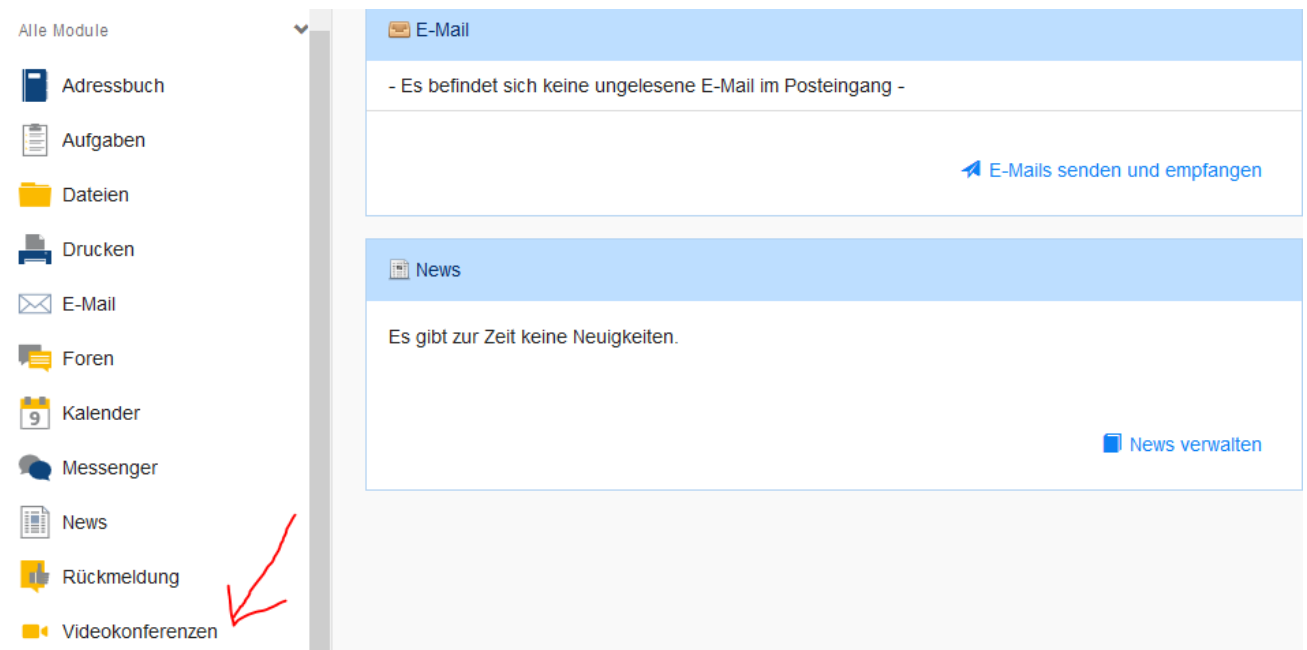 Alle Module
Adressbuch
Aufgaben
Dateien
Drucken
E-Mail
Foren
9
Kalender
Messenger
News
Rückmeldung
Videokonferenzen
E-Mail
- Es befindet sich keine ungelesene E-Mail im Posteingang -
E-Mails senden und empfangen
News
Es gibt zur Zeit keine Neuigkeiten.
News verwalten